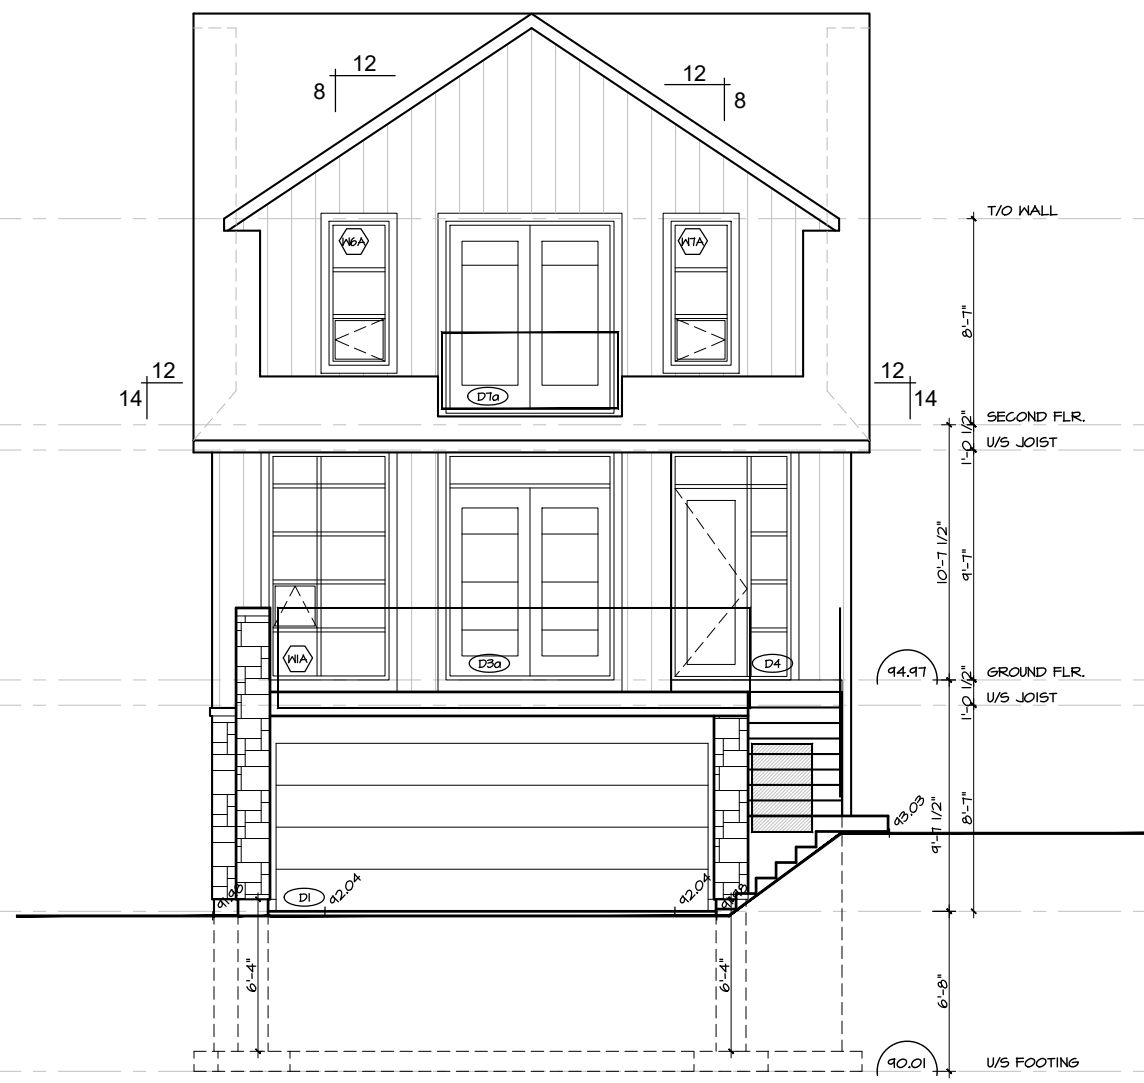 12
12
8
8
T/O WALL
W6A
W7A
8'-7"
12
12
14
14
D7a
SECOND FLR.
1'-0 1/2"
U/S JOIST
10'-7 1/2"
9'-7"
W1A
D3a
D4
94.97
GROUND FLR.
1'-0 1/2"
U/S JOIST
93.03
9'-7 1/2"
8'-7"
D1
92.04
92.04
91.98
6'-4"
6'-4"
6'-8"
90.01
U/S FOOTING